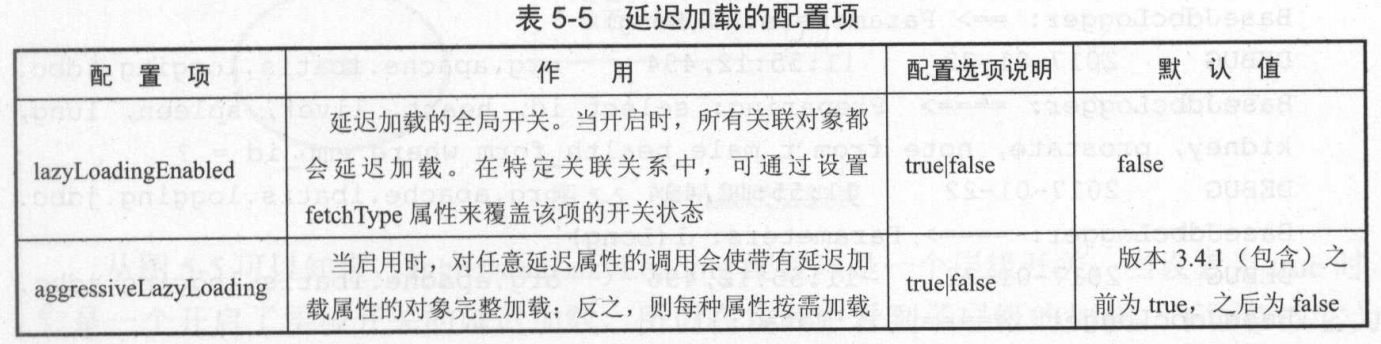 表 5-5 延迟加载的配置项
配 置 项
作 用
配置选项说明
默 认 值
lazyLoadingEnabled
延迟加载的全局开关。当开启时，所有关联对象都
会延迟加载。在特定关联关系中，可通过设置
fetchType 属性来覆盖该项的开关状态
true|false
false
aggressiveLazyLoading
当启用时，对任意延迟属性的调用会使带有延迟加
载属性的对象完整加载；反之，则每种属性按需加载
true|false
版本 3.4.1（包含）之
前为 true，之后为 false